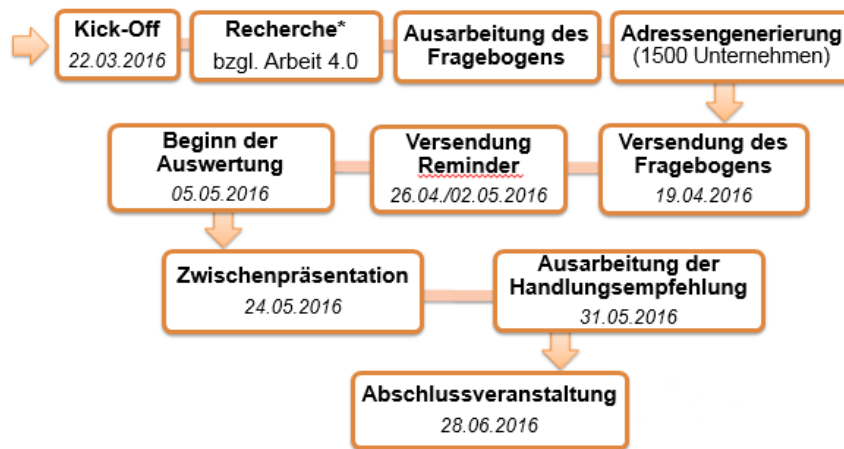 Kick-Off
22.03.2016
Recherche*
bzgl. Arbeit 4.0
Ausarbeitung des
Fragebogens
Adressengenerierung
(1500 Unternehmen)
Versendung des
Fragebogens
19.04.2016
Versendung
Reminder
26.04./02.05.2016
Beginn der
Auswertung
05.05.2016
Zwischenpräsentation
24.05.2016
Ausarbeitung der
Handlungsempfehlung
31.05.2016
Abschlussveranstaltung
28.06.2016